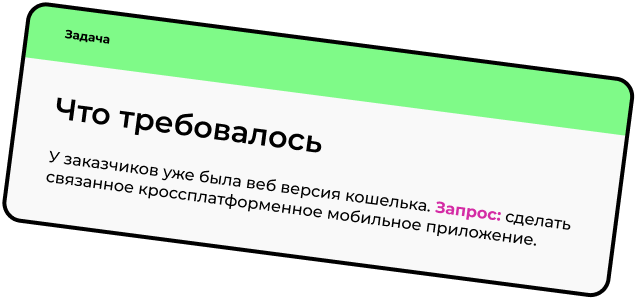 Задача
Что требовалось
У заказчиков уже была веб версия кошелька. Запрос: сделать
связанное кроссплатформенное мобильное приложение.